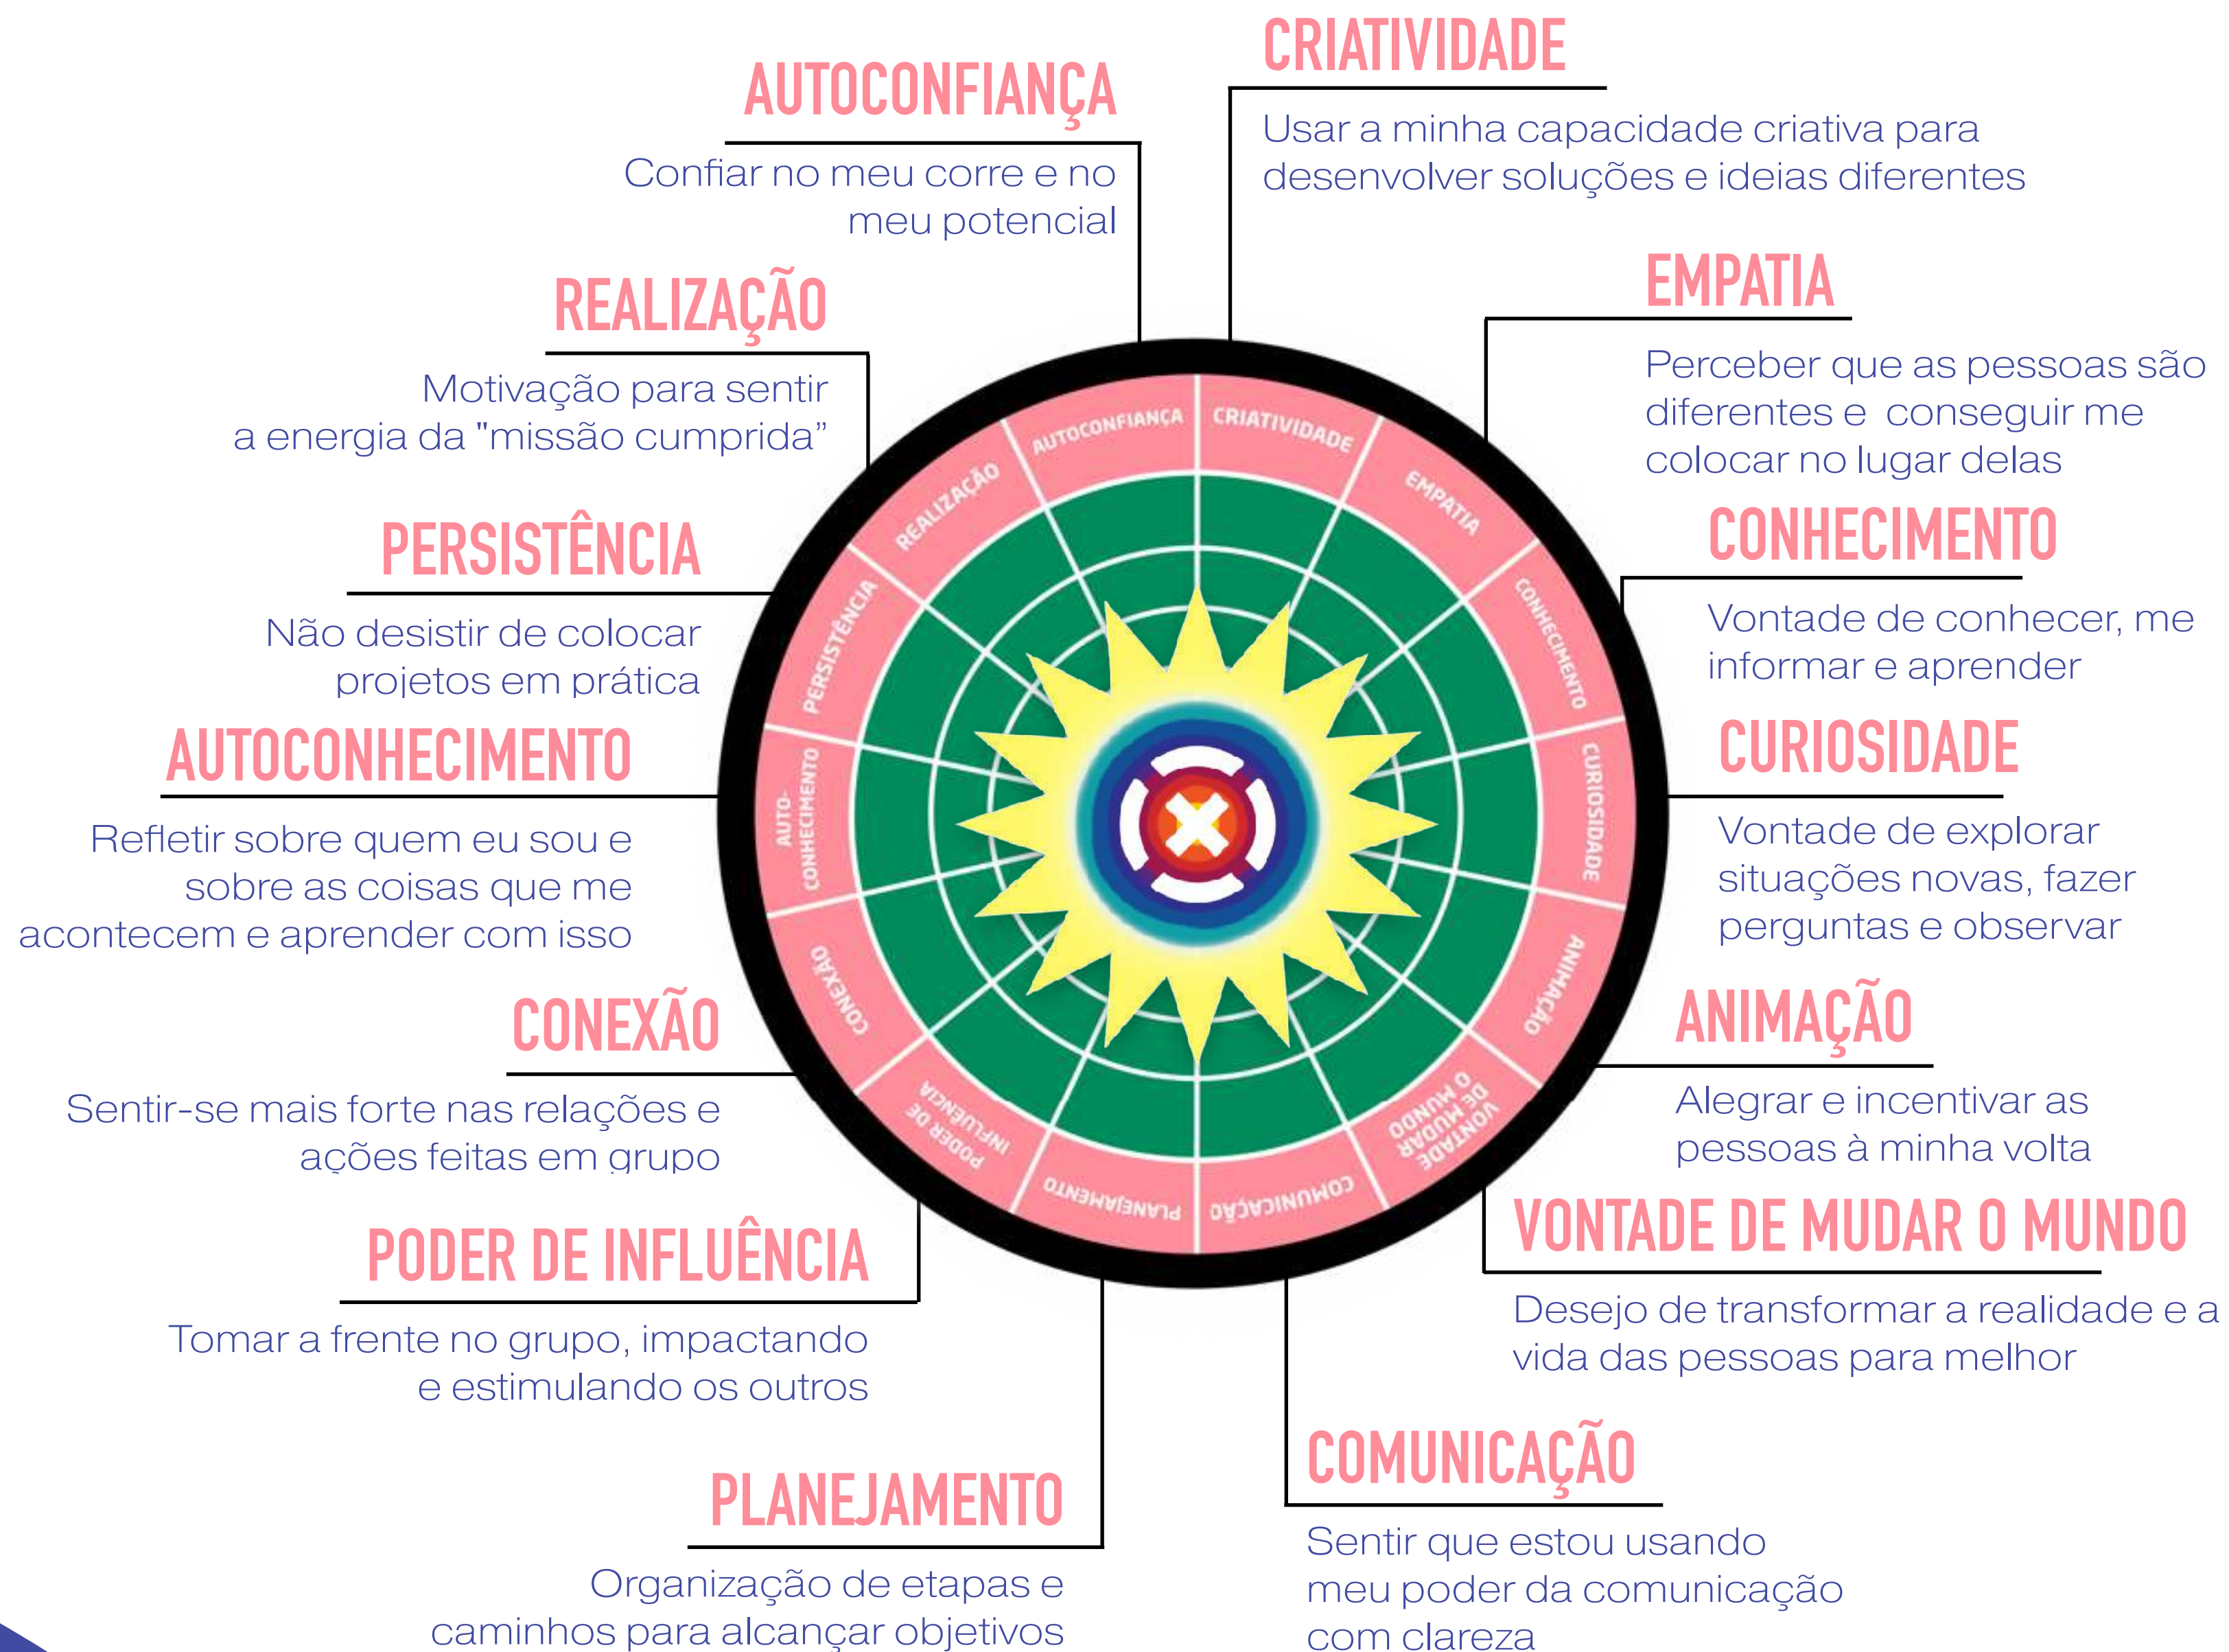 CRIATIVIDADE
Usar a minha capacidade criativa para
desenvolver soluções e ideias diferentes
EMPATIA
Perceber que as pessoas são
diferentes e conseguir me
colocar no lugar delas
CONHECIMENTO
Vontade de conhecer, me
informar e aprender
CURIOSIDADE
Vontade de explorar
situações novas, fazer
perguntas e observar
ANIMAÇÃO
Alegrar e incentivar as
pessoas à minha volta
VONTADE DE MUDAR O MUNDO
Desejo de transformar a realidade e a
vida das pessoas para melhor
COMUNICAÇÃO
Sentir que estou usando
meu poder da comunicação
com clareza
PLANEJAMENTO
Organização de etapas e
caminhos para alcançar objetivos
PODER DE INFLUÊNCIA
Tomar a frente no grupo, impactando
e estimulando os outros
CONEXÃO
Sentir-se mais forte nas relações e
ações feitas em grupo
AUTOCONHECIMENTO
Refletir sobre quem eu sou e
sobre as coisas que me
acontecem e aprender com isso
PERSISTÊNCIA
Não desistir de colocar
projetos em prática
REALIZAÇÃO
Motivação para sentir
a energia da "missão cumprida”
AUTOCONFIANÇA
Confiar no meu corre e no
meu potencial
CRIATIVIDADE
EMPATIA
CONHECIMENTO
CURIOSIDADE
ANIMAÇÃO
VONTADE
DE MUDAR
O MUNDO
COMUNICAÇÃO
PLANEJAMENTO
PODER DE
INFLUÊNCIA
CONEXÃO
AUTO-
CONHECIMENTO
PERSISTÊNCIA
REALIZAÇÃO
AUTOCONFIANÇA